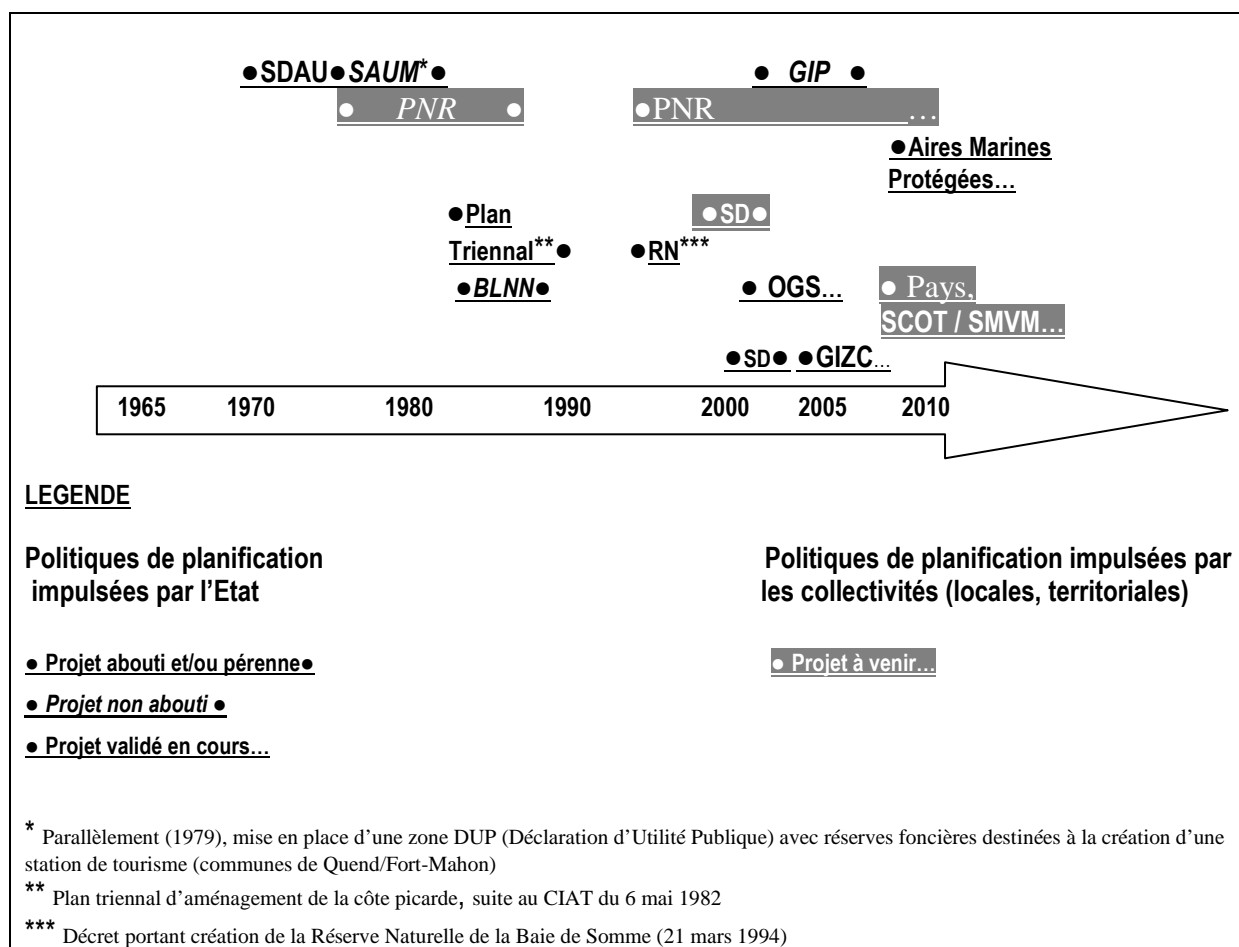 ●SDAU●SAUM*● ● GIP ●
● PNR ● ●PNR ...
●Aires Marines
Protégées...
●Plan ●SD●
Triennal**● ●RN***
●BLNN● ● OGS... ● Pays,
SCOT / SMVM...
●SD● ●GIZC...
1965 1970 1980 1990 2000 2005 2010
LEGENDE
Politiques de planification Politiques de planification impulsées par
impulsées par l’Etat les collectivités (locales, territoriales)
● Projet abouti et/ou pérenne● ● Projet à venir...
● Projet non abouti ●
● Projet validé en cours...
* Parallèlement (1979), mise en place d’une zone DUP (Déclaration d’Utilité Publique) avec réserves foncières destinées à la création d’une
station de tourisme (communes de Quend/Fort-Mahon)
** Plan triennal d’aménagement de la côte picarde, suite au CIAT du 6 mai 1982
*** Décret portant création de la Réserve Naturelle de la Baie de Somme (21 mars 1994)